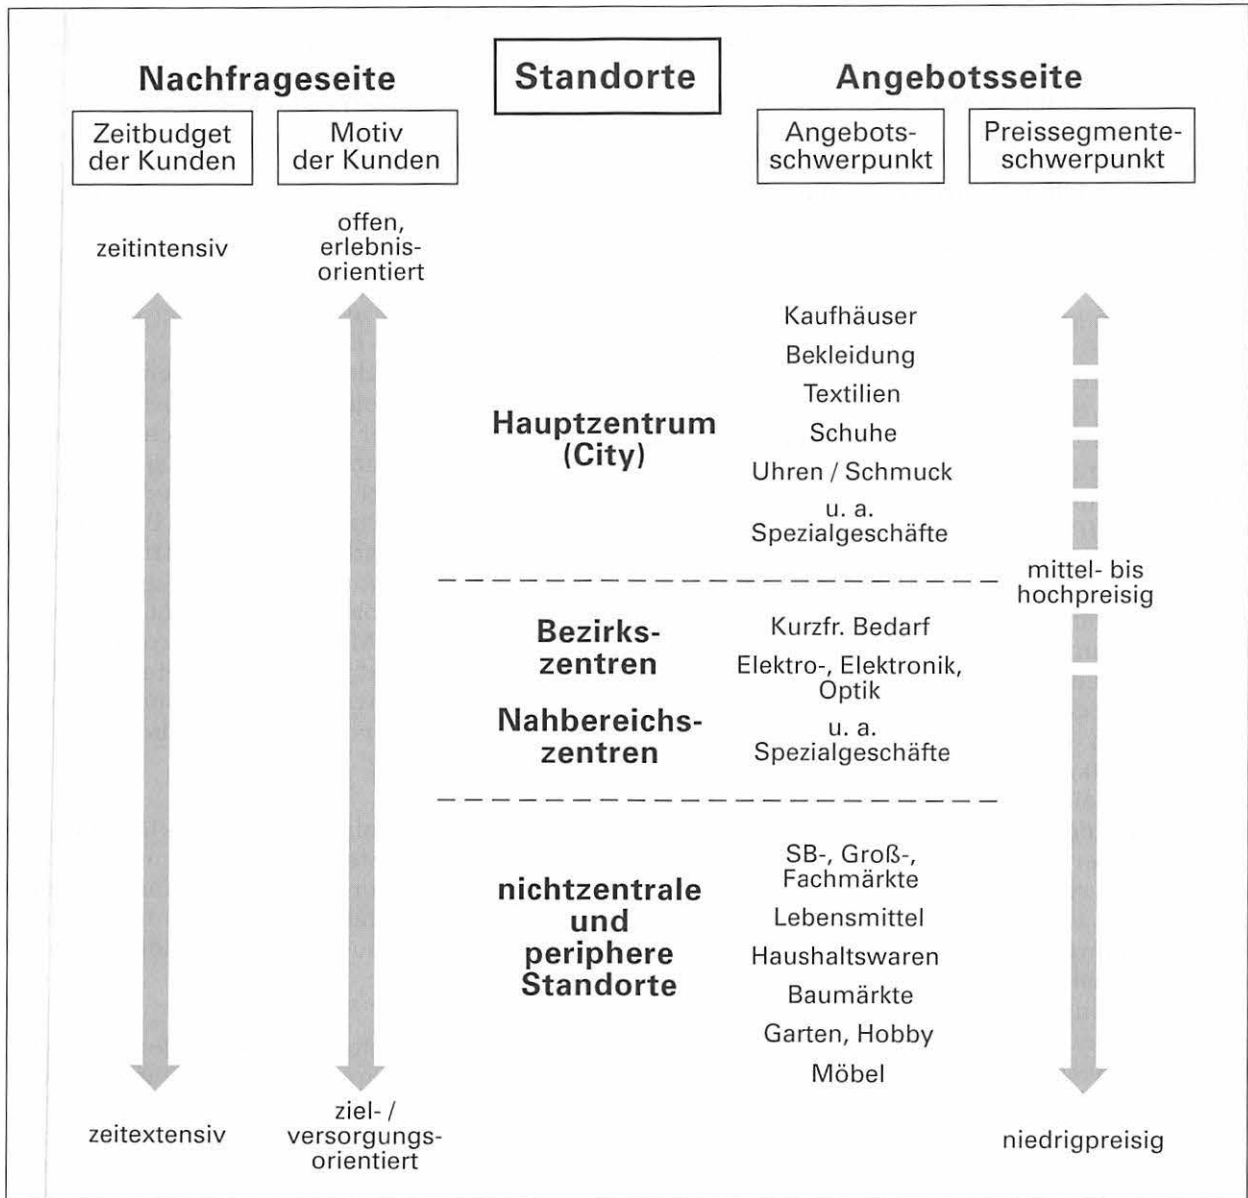 Nachfrageseite
Standorte
Angebotsseite
Zeitbudget
der Kunden
Motiv
der Kunden
Angebots-
schwerpunkt
Preissegmente-
schwerpunkt
zeitintensiv
offen,
erlebnis-
orientiert
Hauptzentrum
(City)
Kaufhäuser
Bekleidung
Textilien
Schuhe
Uhren / Schmuck
u. a.
Spezialgeschäfte
mittel- bis
hochpreisig
Bezirks-
zentren
Nahbereichs-
zentren
Kurzfr. Bedarf
Elektro-, Elektronik,
Optik
u. a.
Spezialgeschäfte
nichtzentrale
und
periphere
Standorte
SB-, Groß-,
Fachmärkte
Lebensmittel
Haushaltswaren
Baumärkte
Garten, Hobby
Möbel
zeitextensiv
ziel- /
versorgungs-
orientiert
niedrigpreisig